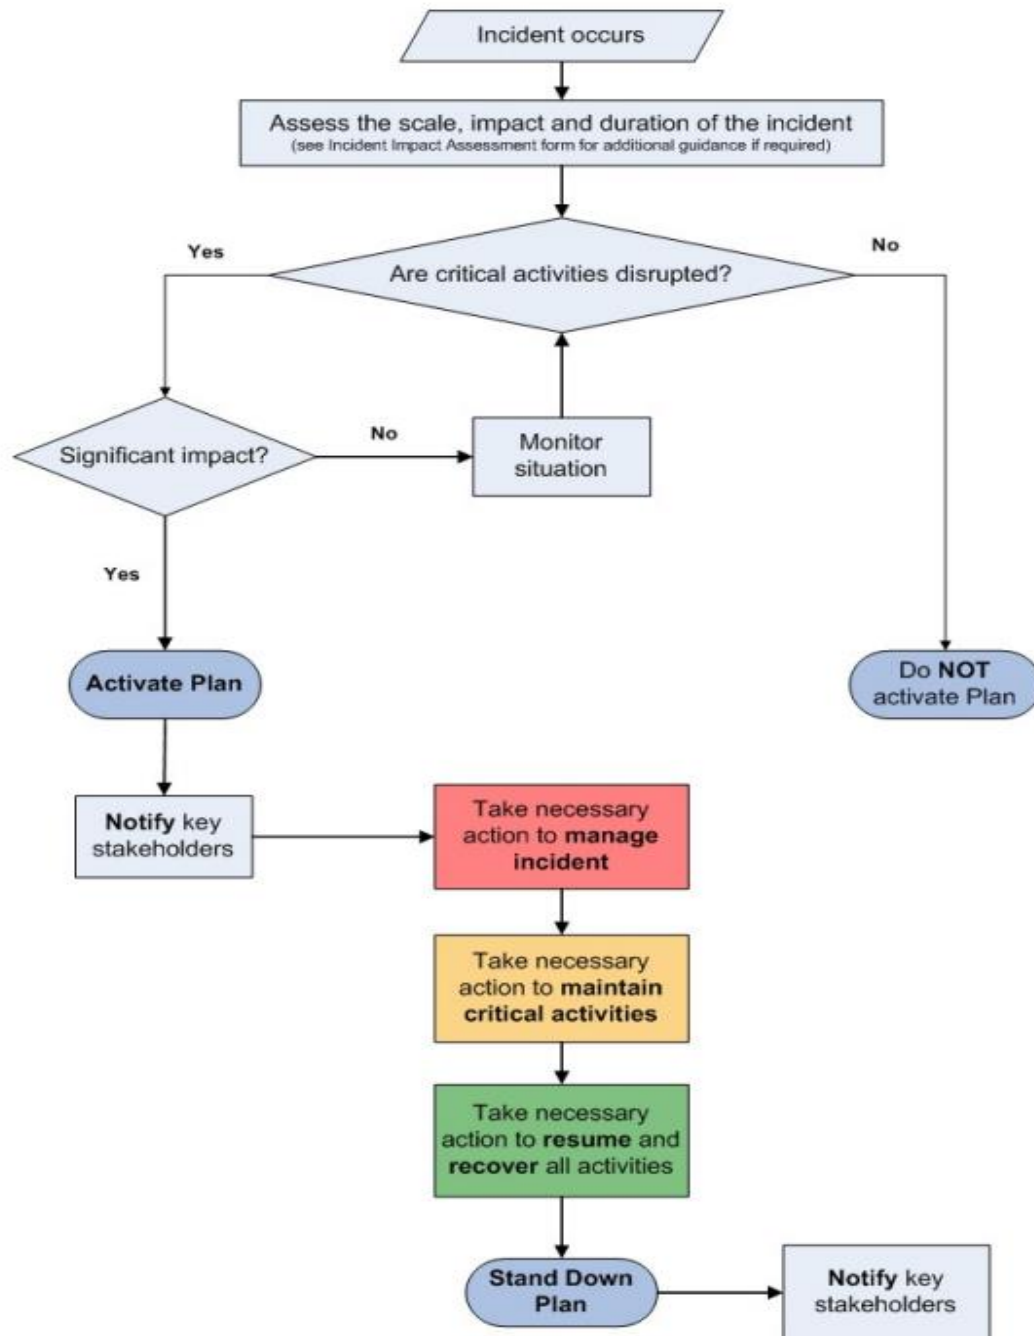 Incident occurs
Assess the scale, impact and duration of the incident
(see Incident Impact Assessment form for additional guidance if required)
Yes
No
Are critical activities disrupted?
Significant impact?
No
Monitor
situation
Yes
Activate Plan
Do NOT
activate Plan
Notify key
stakeholders
Take necessary
action to manage
incident
Take necessary
action to maintain
critical activities
Take necessary
action to resume and
recover all activities
Stand Down
Plan
Notify key
stakeholders